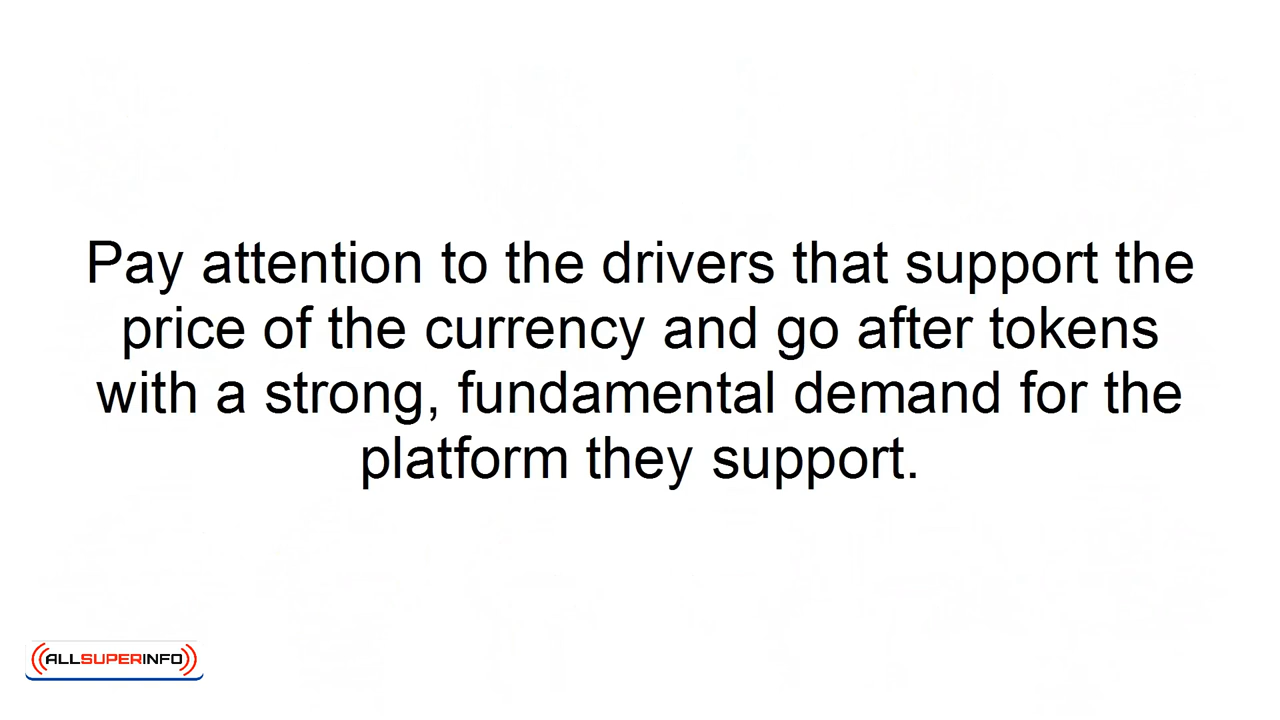 Pay attention to the drivers that support the
price of the currency and go after tokens
with a strong, fundamental demand for the
platform they support.
ALLSUPERINFO